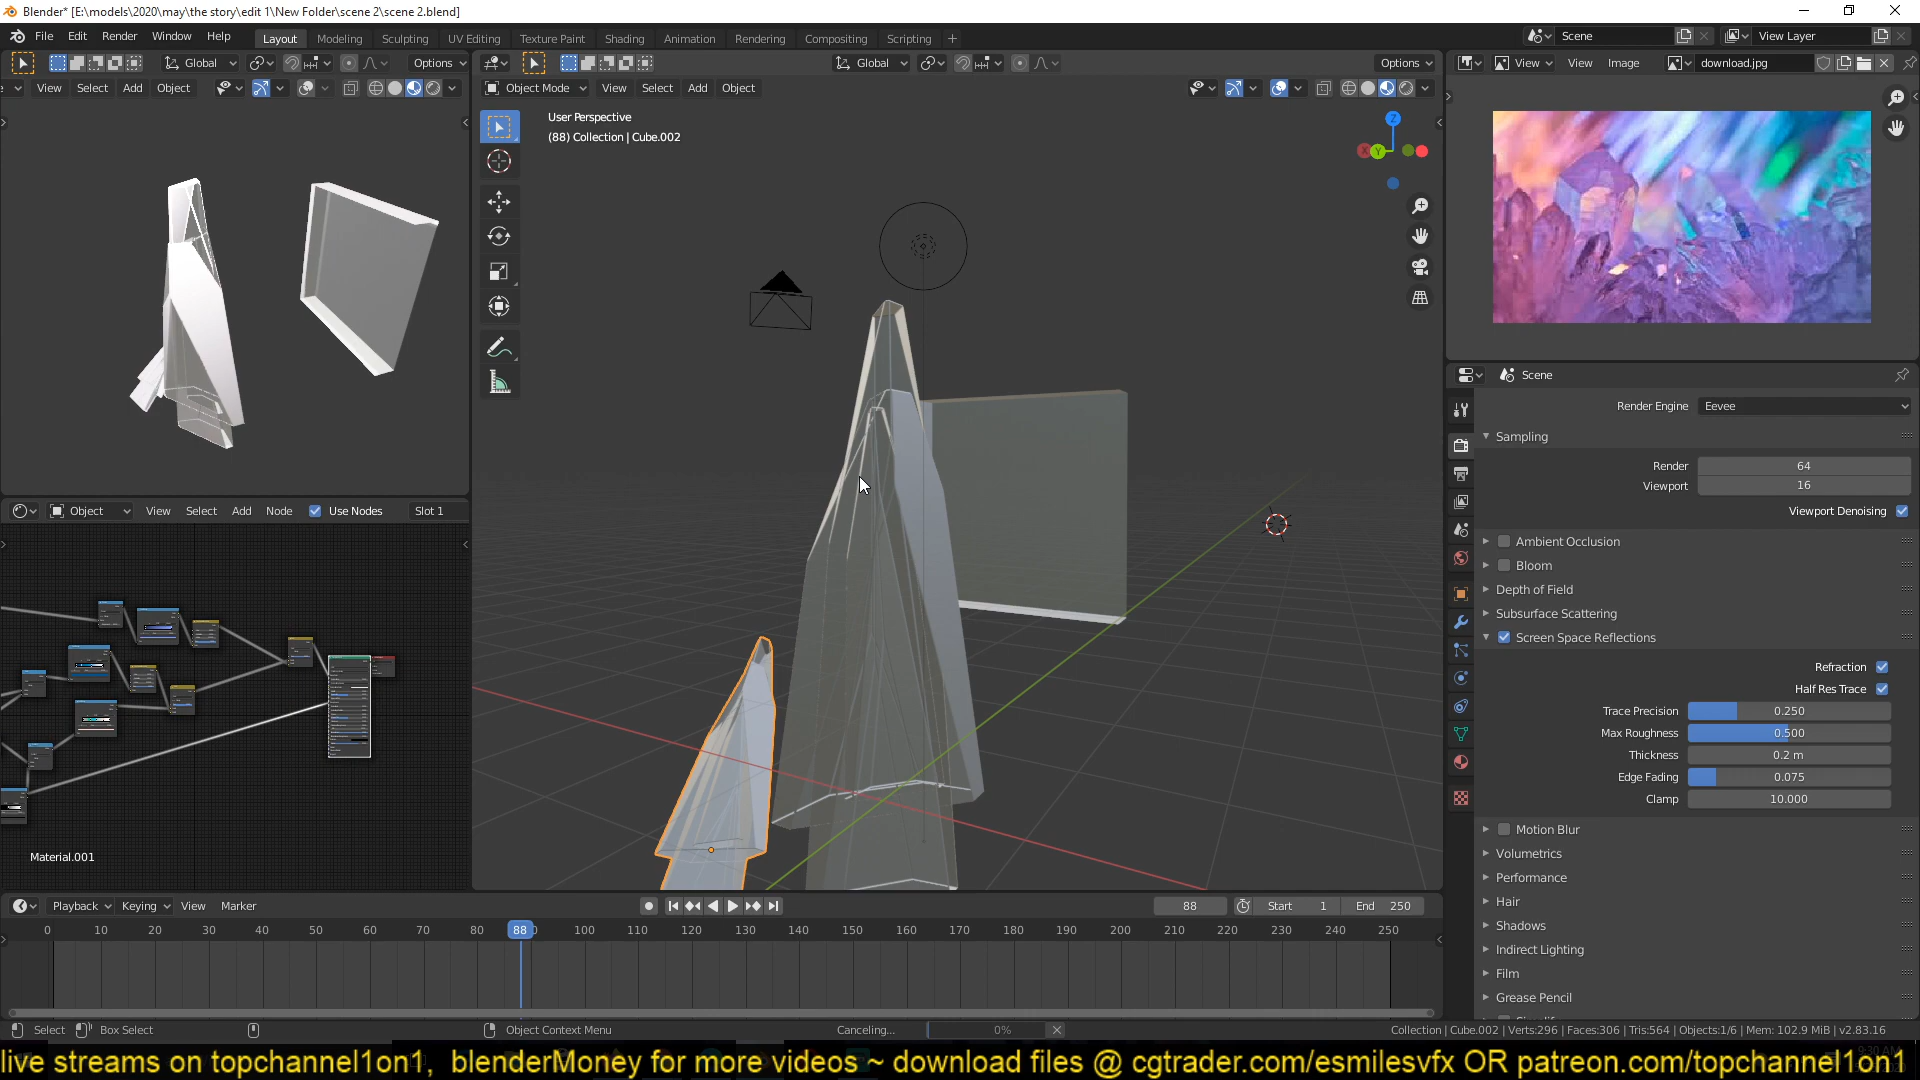 Blender* [E:\models\2020\may\the story\edit 1\New Folder\scene 2\scene 2.blend]
File Edit Render Window Help Layout Modeling Sculpting UV Editing Texture Paint Shading Animation Rendering Compositing Scripting + Scene View Layer
Global Options Global Options View View Image download.jpg
View Select Add Object Object Mode View Select Add Object
User Perspective
(88) Collection | Cube.002
Z
X Y
Scene
Render Engine Eevee
Sampling
Render 64
Viewport 16
Viewport Denoising
Object View Select Add Node Use Nodes Slot 1
Ambient Occlusion
Bloom
Depth of Field
Subsurface Scattering
Screen Space Reflections
Refraction
Half Res Trace
Trace Precision 0.250
Max Roughness 0.500
Thickness 0.2 m
Edge Fading 0.075
Clamp 10.000
Motion Blur
Volumetrics
Material.001
Performance
Hair
Playback Keying View Marker 88 Start 1 End 250
Shadows
0 10 20 30 40 50 60 70 80 88 100 110 120 130 140 150 160 170 180 190 200 210 220 230 240 250
Indirect Lighting
Film
Grease Pencil
Select Box Select Object Context Menu Canceling... 0% Collection | Cube.002 | Verts:296 | Faces:306 | Tris:564 | Objects:1/6 | Mem: 102.9 MiB | v2.83.16
live streams on topchannel1on1, blenderMoney for more videos ~ download files @ cgtrader.com/esmilesvfx OR patreon.com/topchannel1on1